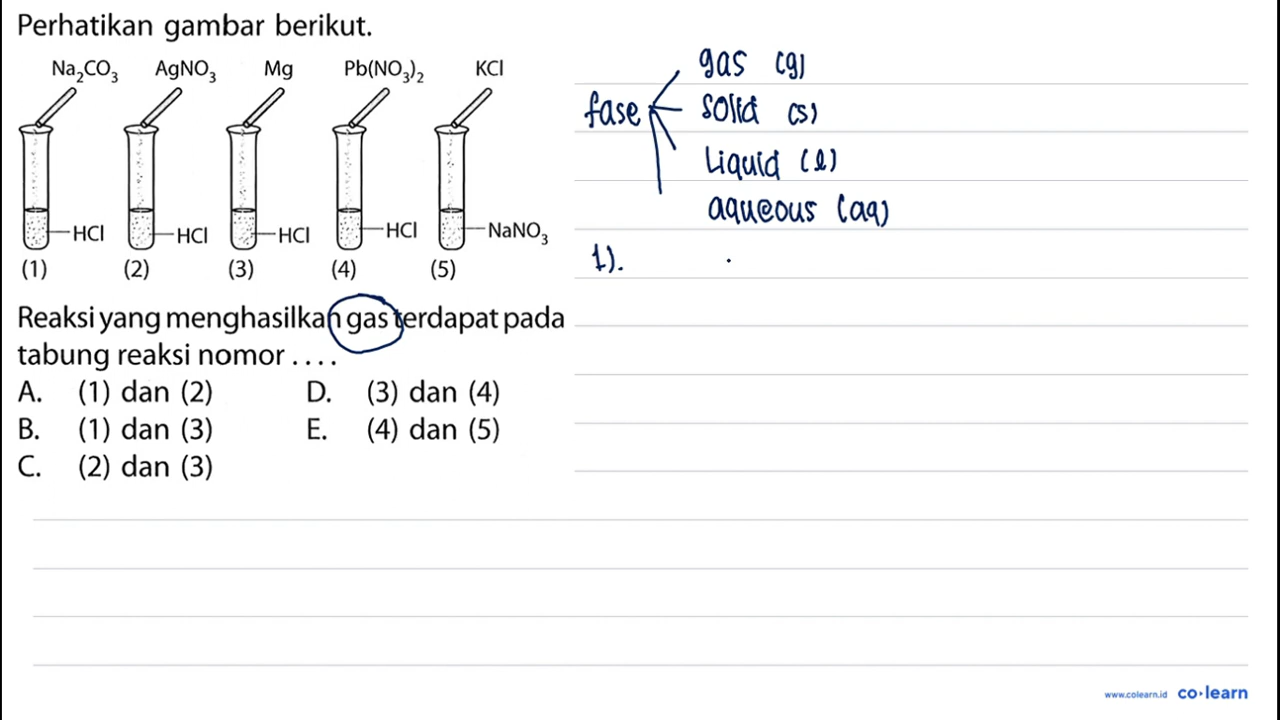 Perhatikan gambar berikut.
Na₂CO₃ AgNO₃ Mg Pb(NO₃)₂ KCl
HCl HCl HCl HCl NaNO₃
(1) (2) (3) (4) (5)
Reaksi yang menghasilkan gas terdapat pada
tabung reaksi nomor . . . .
A. (1) dan (2) D. (3) dan (4)
B. (1) dan (3) E. (4) dan (5)
C. (2) dan (3)
fase
gas (g)
solid (s)
Liquid (l)
aqueous (aq)
1).
www.colearn.id co·learn